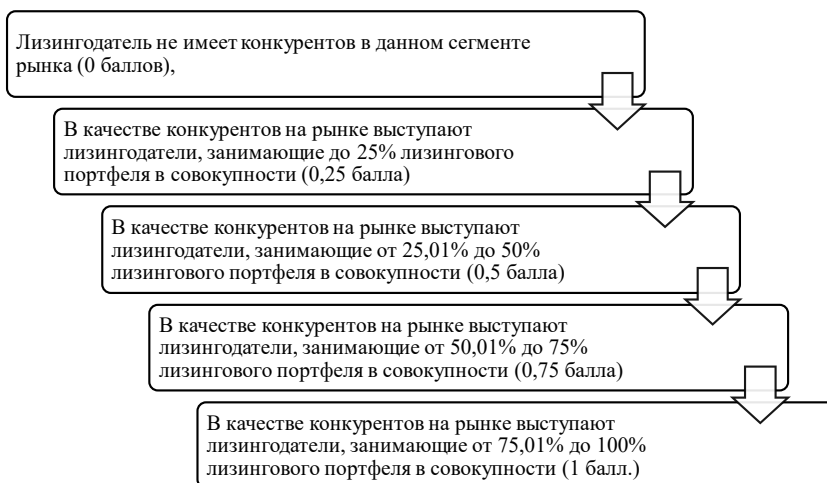 Лизингодатель не имеет конкурентов в данном сегменте
рынка (0 баллов),
В качестве конкурентов на рынке выступают
лизингодатели, занимающие до 25% лизингового
портфеля в совокупности (0,25 балла)
В качестве конкурентов на рынке выступают
лизингодатели, занимающие от 25,01% до 50%
лизингового портфеля в совокупности (0,5 балла)
В качестве конкурентов на рынке выступают
лизингодатели, занимающие от 50,01% до 75%
лизингового портфеля в совокупности (0,75 балла)
В качестве конкурентов на рынке выступают
лизингодатели, занимающие от 75,01% до 100%
лизингового портфеля в совокупности (1 балл.)